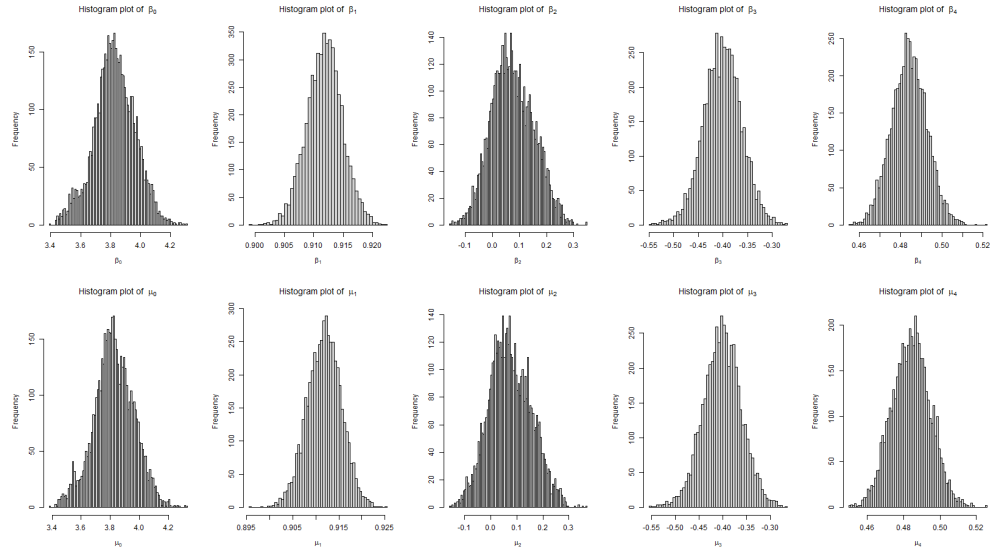 Histogram plot of β0
Histogram plot of β1
Histogram plot of β2
Histogram plot of β3
Histogram plot of β4
Frequency
0 50 100 150
3.4 3.6 3.8 4.0 4.2
β0
Frequency
0 50 100 150 200 250 300 350
0.900 0.905 0.910 0.915 0.920
β1
Frequency
0 20 40 60 80 100 120 140
-0.1 0.0 0.1 0.2 0.3
β2
Frequency
0 50 100 150 200 250
-0.55 -0.50 -0.45 -0.40 -0.35 -0.30
β3
Frequency
0 50 100 150 200 250
0.46 0.48 0.50 0.52
β4
Histogram plot of μ0
Histogram plot of μ1
Histogram plot of μ2
Histogram plot of μ3
Histogram plot of μ4
Frequency
0 50 100 150
3.4 3.6 3.8 4.0 4.2
μ0
Frequency
0 50 100 150 200 250 300
0.895 0.905 0.915 0.925
μ1
Frequency
0 20 40 60 80 100 120 140
-0.1 0.0 0.1 0.2 0.3
μ2
Frequency
0 50 100 150 200 250
-0.55 -0.50 -0.45 -0.40 -0.35 -0.30
μ3
Frequency
0 50 100 150 200
0.46 0.48 0.50 0.52
μ4